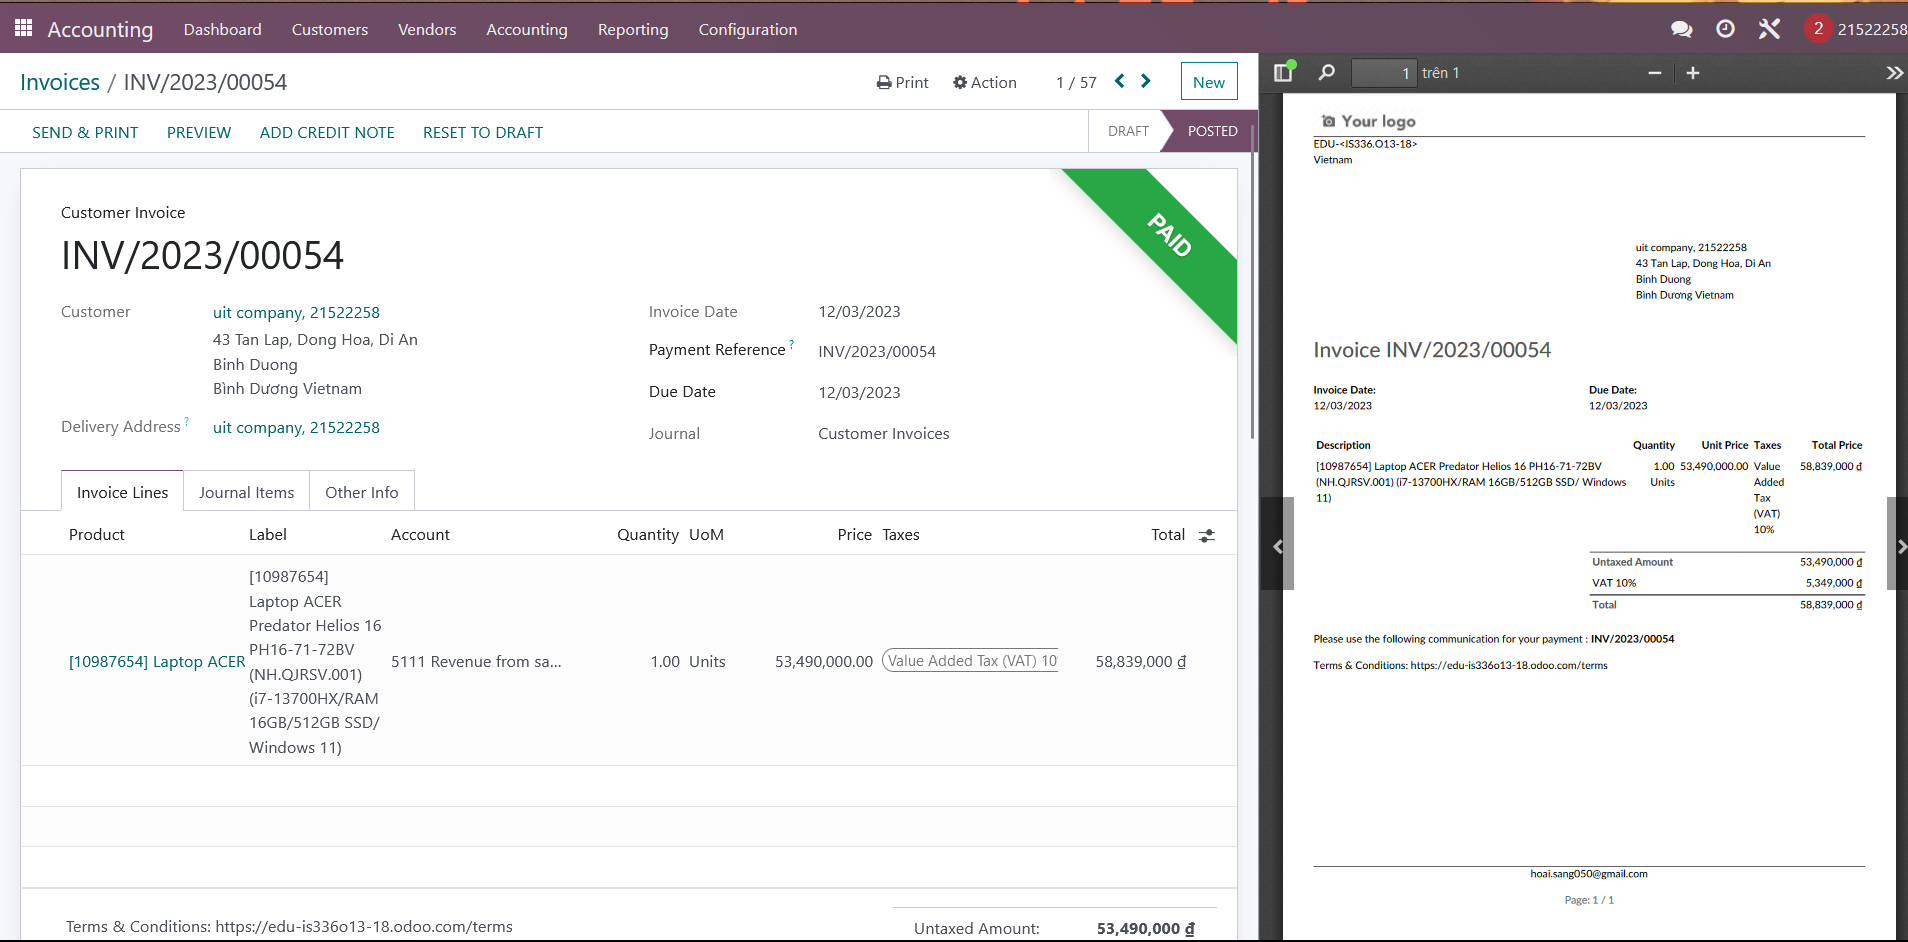 Accounting Dashboard Customers Vendors Accounting Reporting Configuration 2 21522258
Invoices / INV/2023/00054 Print Action 1 / 57 New
SEND & PRINT PREVIEW ADD CREDIT NOTE RESET TO DRAFT DRAFT POSTED
PAID
Customer Invoice
INV/2023/00054
Customer uit company, 21522258
43 Tan Lap, Dong Hoa, Di An
Binh Duong
Bình Dương Vietnam
Delivery Address ? uit company, 21522258
Invoice Date 12/03/2023
Payment Reference ? INV/2023/00054
Due Date 12/03/2023
Journal Customer Invoices
Invoice Lines Journal Items Other Info
Product Label Account Quantity UoM Price Taxes Total
[10987654] Laptop ACER
[10987654]
Laptop ACER
Predator Helios 16
PH16-71-72BV
(NH.QJRSV.001)
(i7-13700HX/RAM
16GB/512GB SSD/
Windows 11)
5111 Revenue from sa... 1.00 Units 53,490,000.00 Value Added Tax (VAT) 10 58,839,000 ₫
Terms & Conditions: https://edu-is336o13-18.odoo.com/terms
Untaxed Amount: 53,490,000 ₫
1 trên 1
Your logo
EDU-<IS336.O13-18>
Vietnam
uit company, 21522258
43 Tan Lap, Dong Hoa, Di An
Binh Duong
Bình Dương Vietnam
Invoice INV/2023/00054
Invoice Date: Due Date:
12/03/2023 12/03/2023
Description Quantity Unit Price Taxes Total Price
[10987654] Laptop ACER Predator Helios 16 PH16-71-72BV 1.00 53,490,000.00 Value 58,839,000 ₫
(NH.QJRSV.001) (i7-13700HX/RAM 16GB/512GB SSD/ Windows Units Added
11) Tax
(VAT)
10%
Untaxed Amount 53,490,000 ₫
VAT 10% 5,349,000 ₫
Total 58,839,000 ₫
Please use the following communication for your payment : INV/2023/00054
Terms & Conditions: https://edu-is336o13-18.odoo.com/terms
hoai.sang050@gmail.com
Page: 1 / 1